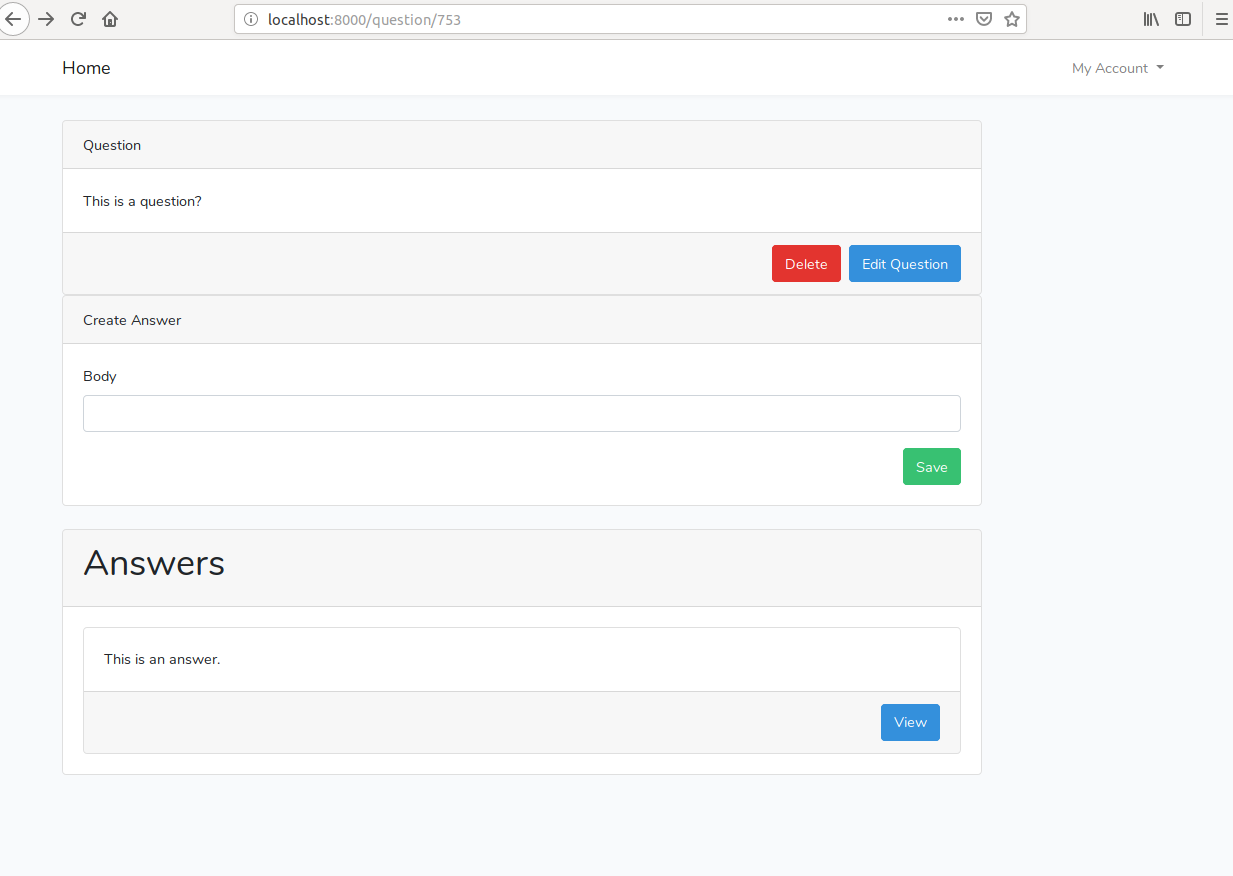 localhost:8000/question/753
Home
My Account
Question
This is a question?
Delete
Edit Question
Create Answer
Body
Save
Answers
This is an answer.
View